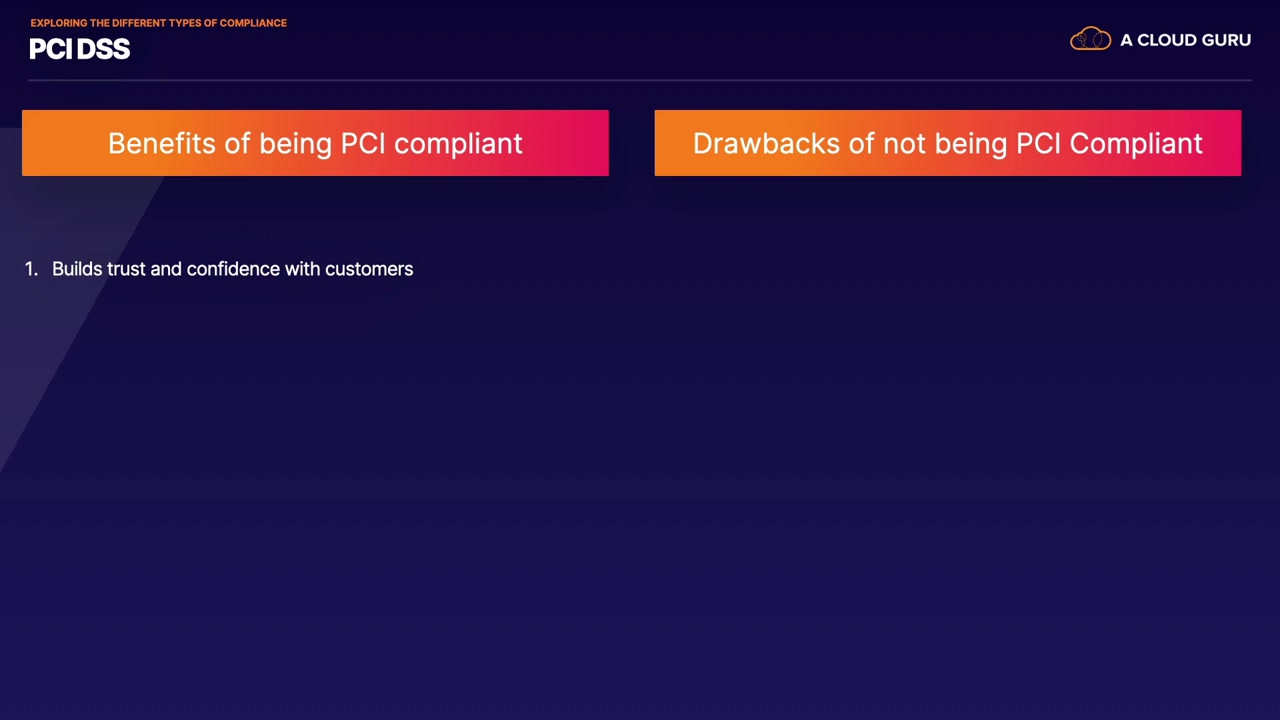 EXPLORING THE DIFFERENT TYPES OF COMPLIANCE
PCI DSS
A CLOUD GURU
Benefits of being PCI compliant
Drawbacks of not being PCI Compliant
1. Builds trust and confidence with customers